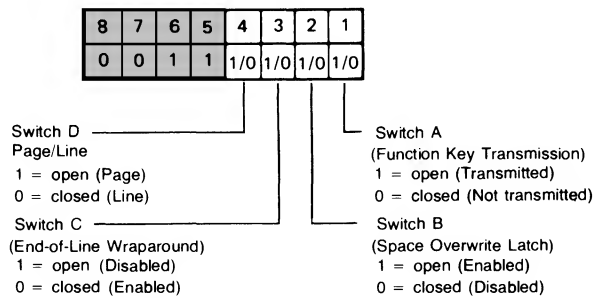 8 7 6 5 4 3 2 1
0 0 1 1 1/0 1/0 1/0 1/0
Switch D
Page/Line
1 = open (Page)
0 = closed (Line)
Switch C
(End-of-Line Wraparound)
1 = open (Disabled)
0 = closed (Enabled)
Switch A
(Function Key Transmission)
1 = open (Transmitted)
0 = closed (Not transmitted)
Switch B
(Space Overwrite Latch)
1 = open (Enabled)
0 = closed (Disabled)